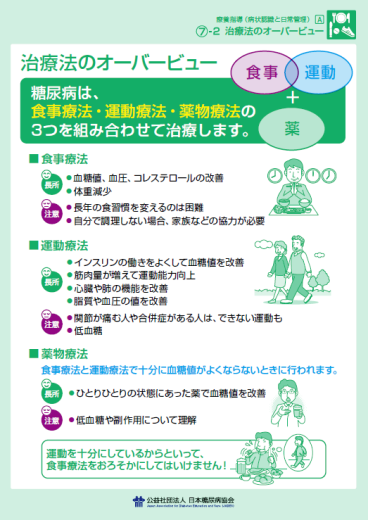 療養指導（病状認識と日常管理） A
⑦-2 治療法のオーバービュー
治療法のオーバービュー
食事 運動
＋
薬
糖尿病は、
食事療法・運動療法・薬物療法の
3つを組み合わせて治療します。
■食事療法
長所
●血糖値、血圧、コレステロールの改善
●体重減少
注意
●長年の食習慣を変えるのは困難
●自分で調理しない場合、家族などの協力が必要
■運動療法
長所
●インスリンの働きをよくして血糖値を改善
●筋肉量が増えて運動能力向上
●心臓や肺の機能を改善
●脂質や血圧の値を改善
注意
●関節が痛む人や合併症がある人は、できない運動も
●低血糖
■薬物療法
食事療法と運動療法で十分に血糖値がよくならないときに行われます。
長所
●ひとりひとりの状態にあった薬で血糖値を改善
注意
●低血糖や副作用について理解
運動を十分にしているからといって、
食事療法をおろそかにしてはいけません！
公益社団法人 日本糖尿病協会